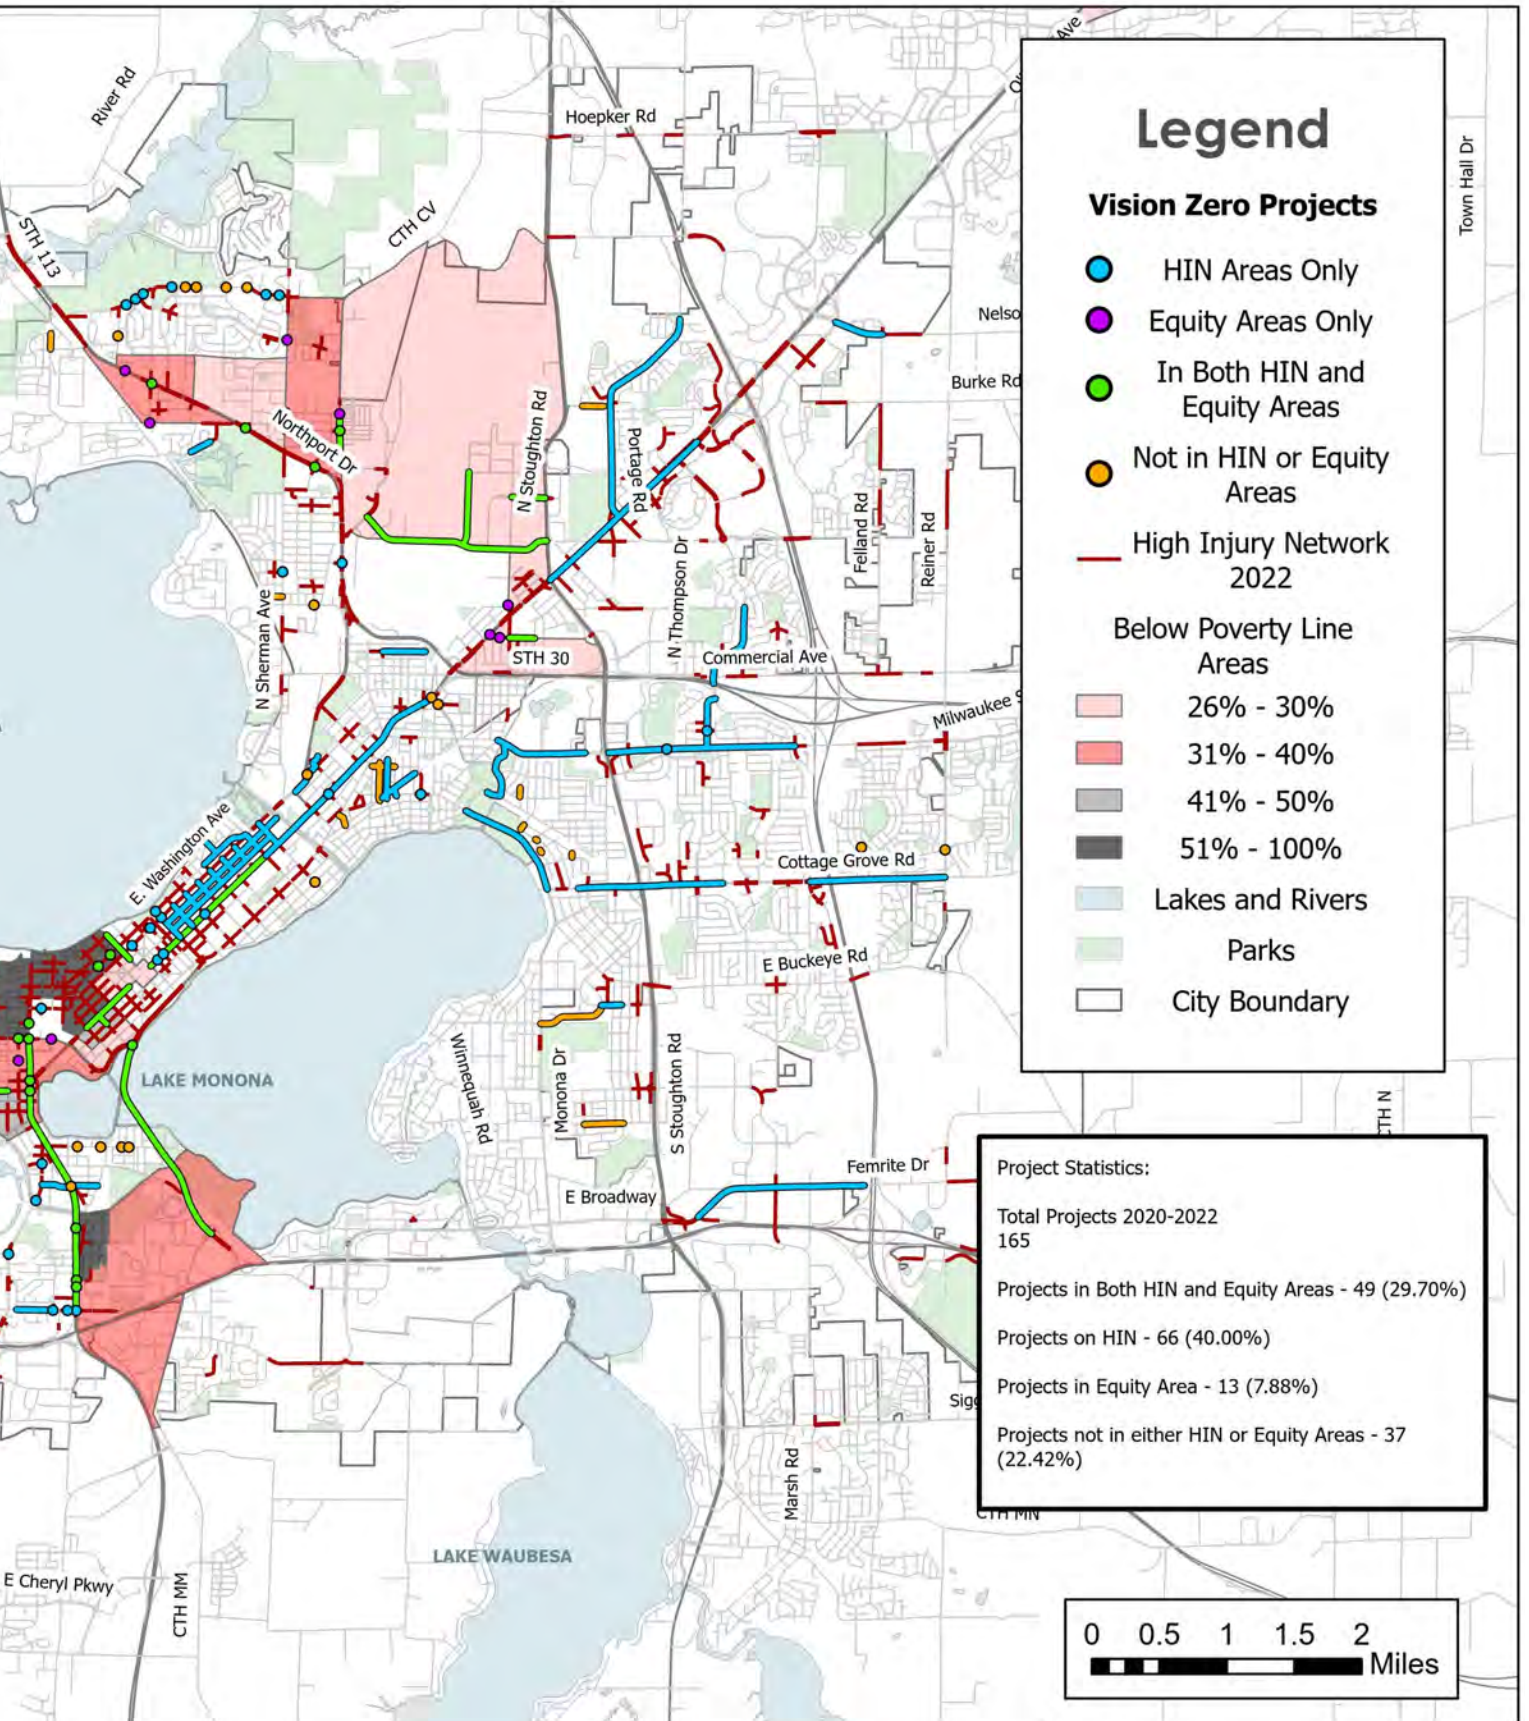 River Rd
STH 113
CTH CV
Hoepker Rd
Ave
Town Hall Dr
Legend
Vision Zero Projects
HIN Areas Only
Equity Areas Only
In Both HIN and
Equity Areas
Not in HIN or Equity
Areas
High Injury Network
2022
Below Poverty Line
Areas
26% - 30%
31% - 40%
41% - 50%
51% - 100%
Lakes and Rivers
Parks
City Boundary
Nelso
Burke Rd
Northport Dr
N Stoughton Rd
Portage Rd
Felland Rd
Reiner Rd
N Thompson Dr
N Sherman Ave
STH 30
Commercial Ave
Milwaukee S
E. Washington Ave
Cottage Grove Rd
E Buckeye Rd
LAKE MONONA
Winnequah Rd
Monona Dr
S Stoughton Rd
CTH N
Femrite Dr
E Broadway
Project Statistics:
Total Projects 2020-2022
165
Projects in Both HIN and Equity Areas - 49 (29.70%)
Projects on HIN - 66 (40.00%)
Projects in Equity Area - 13 (7.88%)
Projects not in either HIN or Equity Areas - 37
(22.42%)
Sigg
Marsh Rd
CTH MN
LAKE WAUBESA
E Cheryl Pkwy
CTH MM
0 0.5 1 1.5 2
Miles